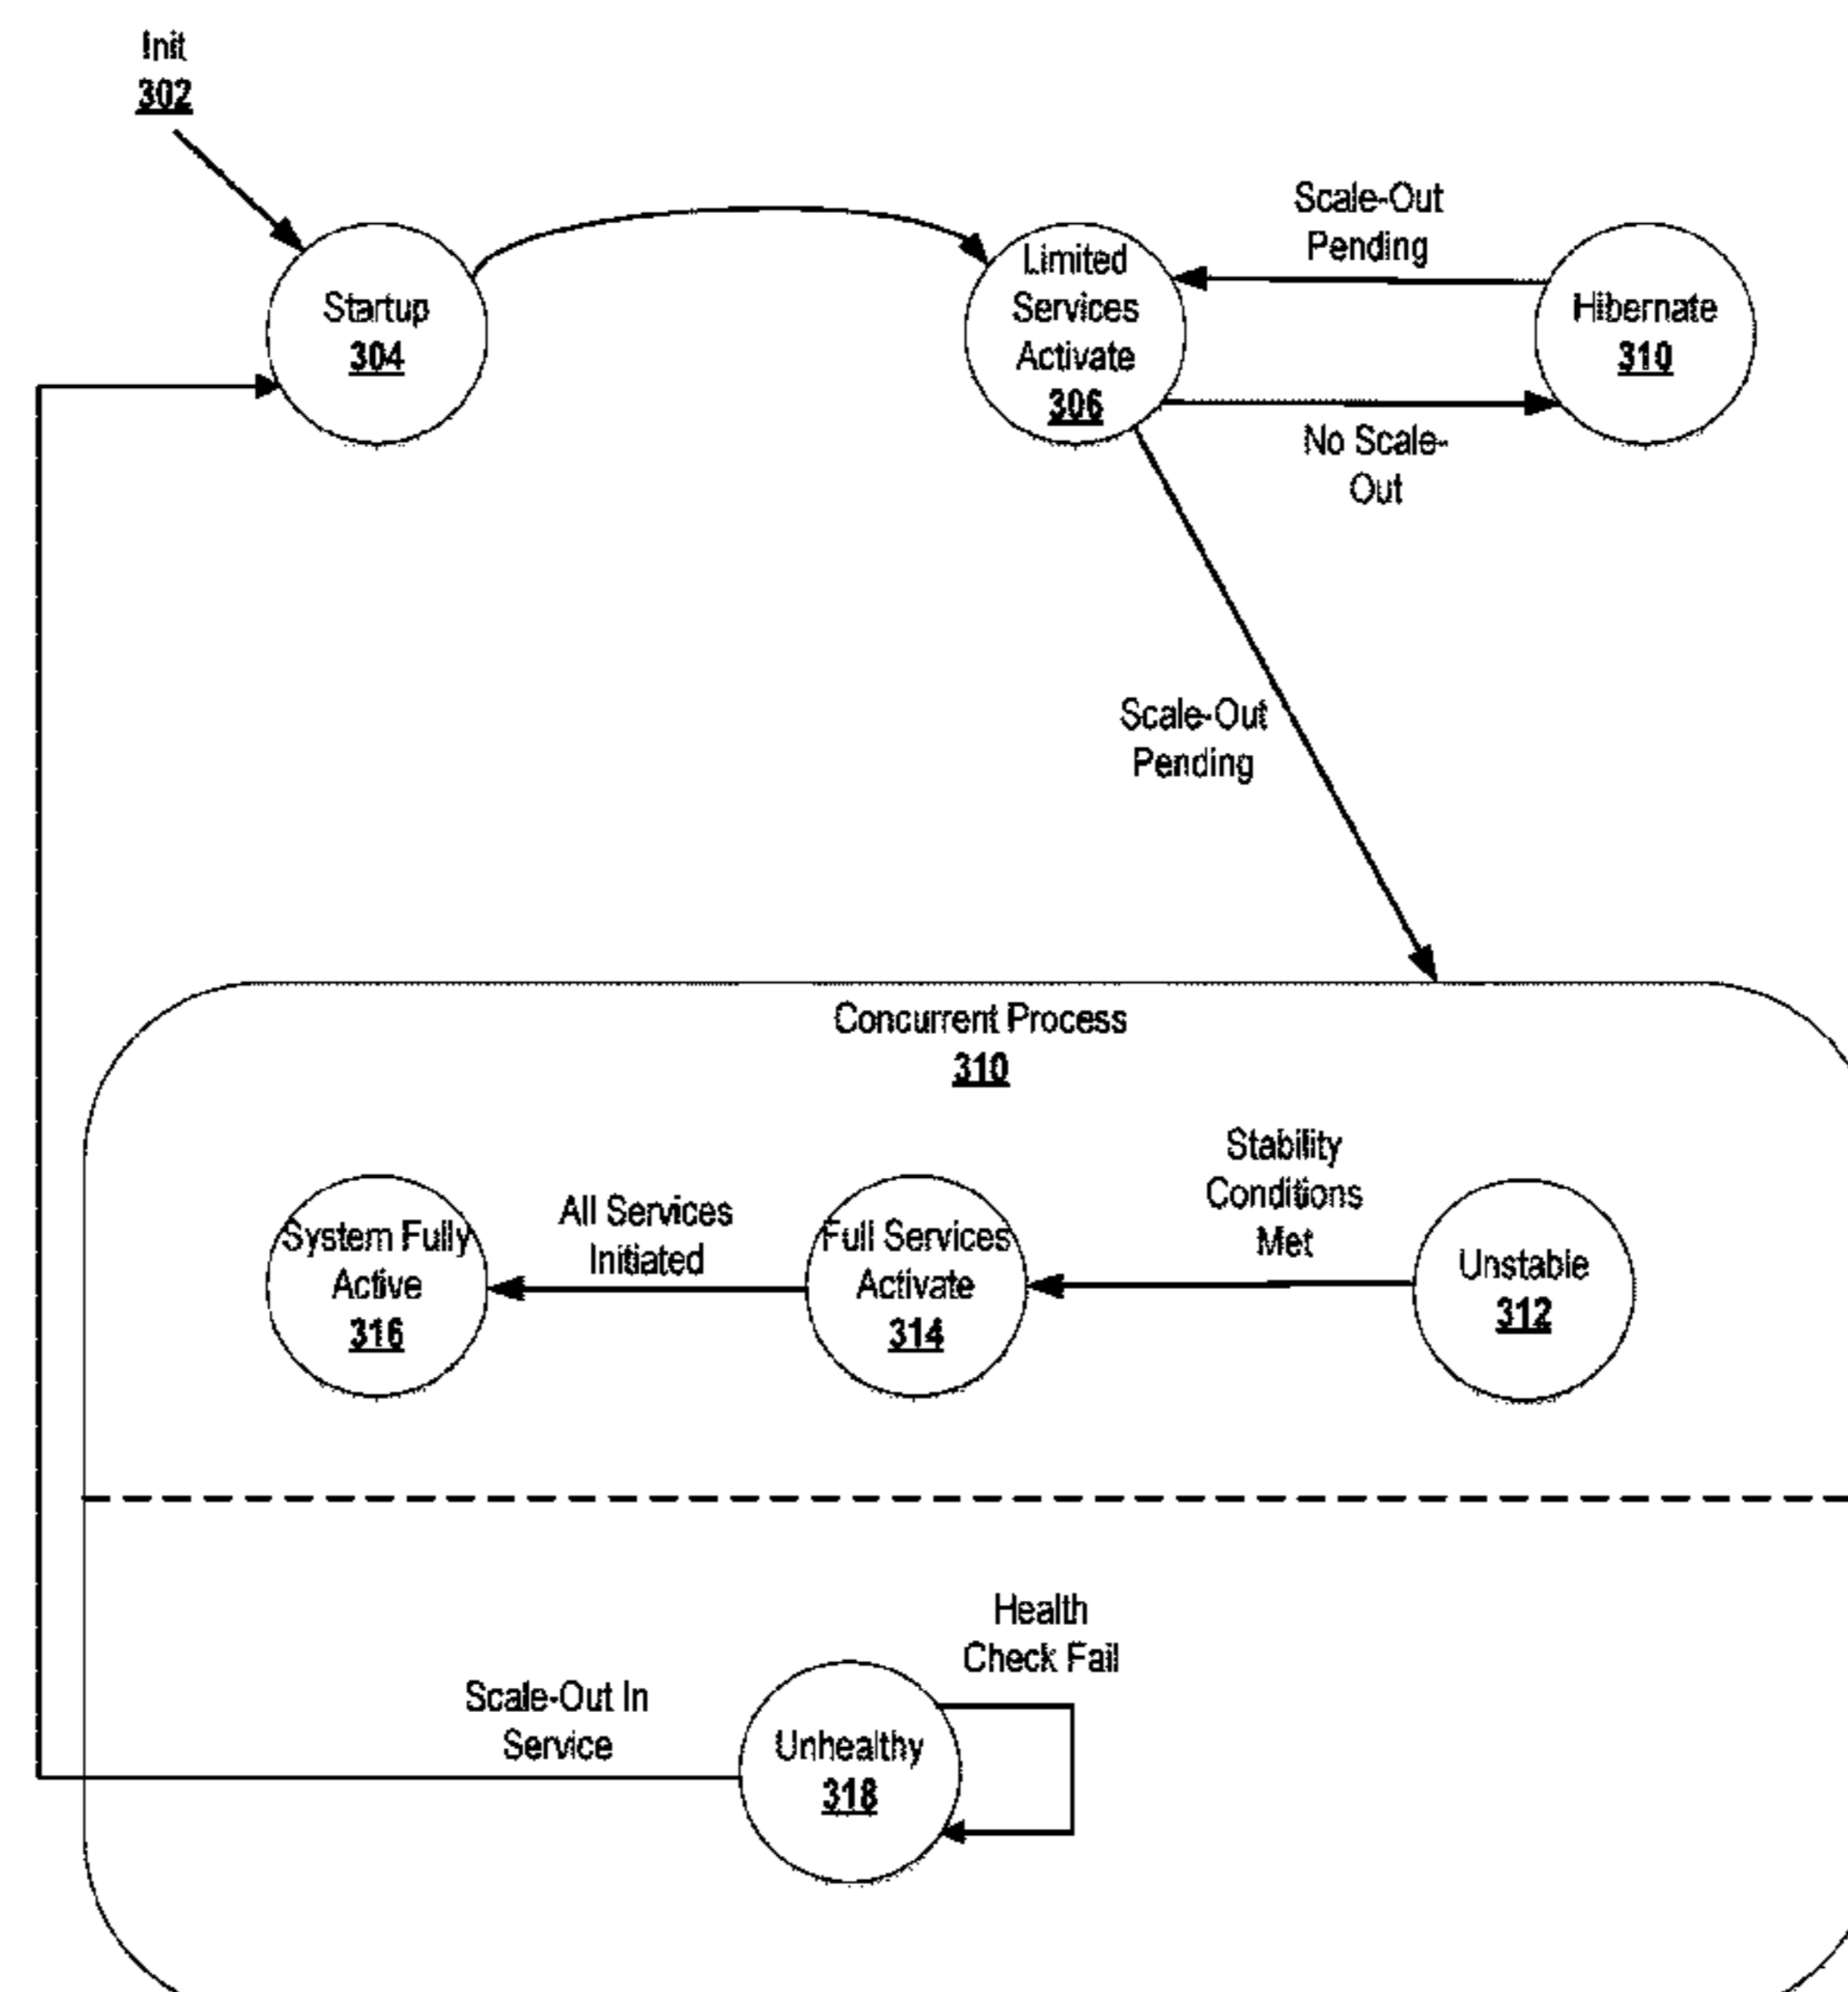 Init
302
Startup
304
Limited
Services
Activate
306
Scale-Out
Pending
Hibernate
310
No Scale-
Out
Scale-Out
Pending
Concurrent Process
310
System Fully
Active
316
All Services
Initiated
Full Services
Activate
314
Stability
Conditions
Met
Unstable
312
Health
Check Fail
Scale-Out In
Service
Unhealthy
318